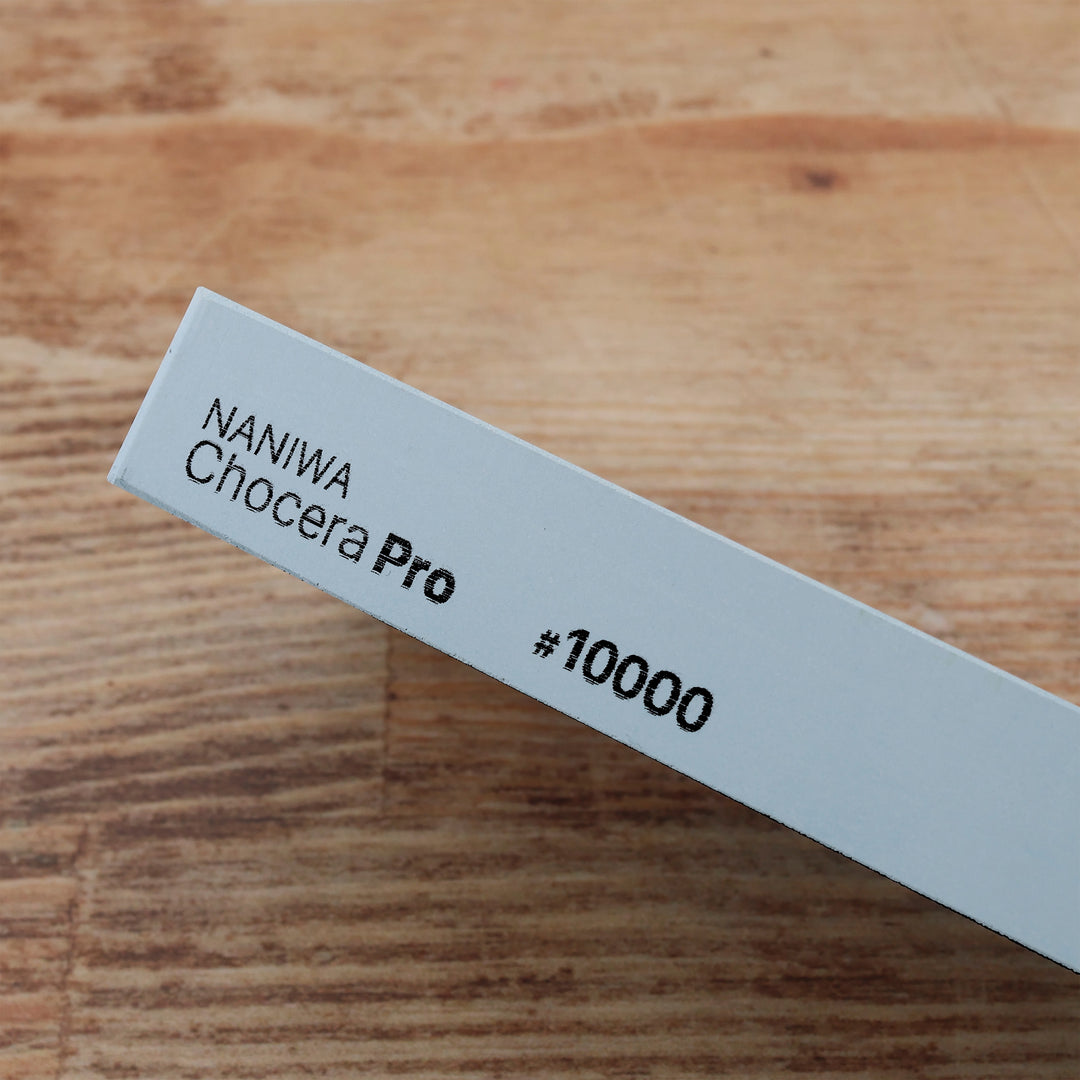 NANIWA
Chocera Pro
#10000